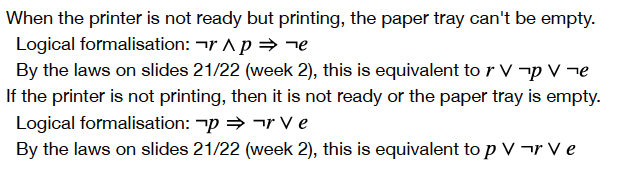 When the printer is not ready but printing, the paper tray can't be empty.
Logical formalisation: ¬r ∧ p ⇒ ¬e
By the laws on slides 21/22 (week 2), this is equivalent to r ∨ ¬p ∨ ¬e
If the printer is not printing, then it is not ready or the paper tray is empty.
Logical formalisation: ¬p ⇒ ¬r ∨ e
By the laws on slides 21/22 (week 2), this is equivalent to p ∨ ¬r ∨ e